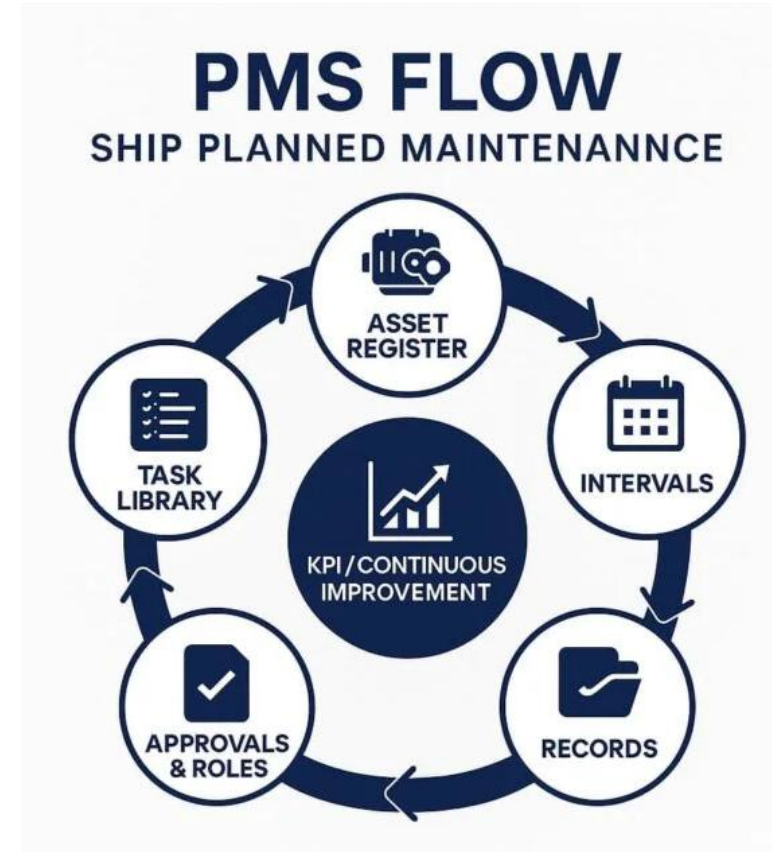 PMS FLOW
SHIP PLANNED MAINTENANNCE
ASSET
REGISTER
INTERVALS
RECORDS
APPROVALS
& ROLES
TASK
LIBRARY
KPI/CONTINUOUS
IMPROVEMENT